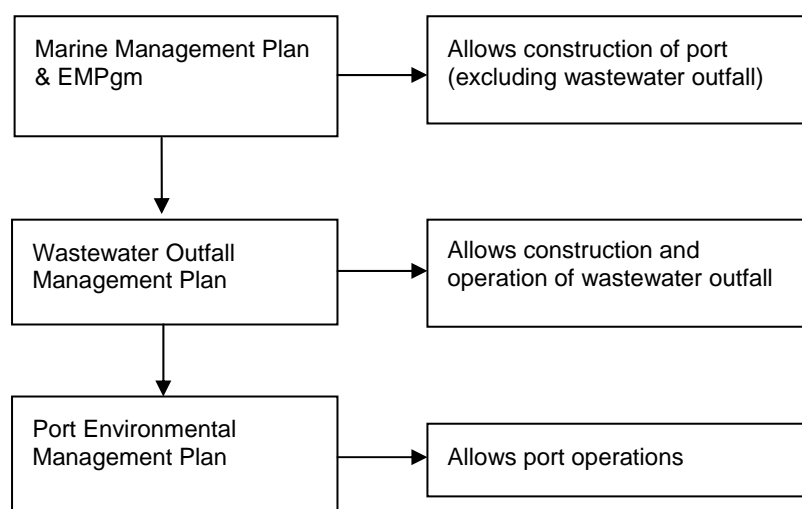 Marine Management Plan
& EMPgm
Allows construction of port
(excluding wastewater outfall)
Wastewater Outfall
Management Plan
Allows construction and
operation of wastewater outfall
Port Environmental
Management Plan
Allows port operations